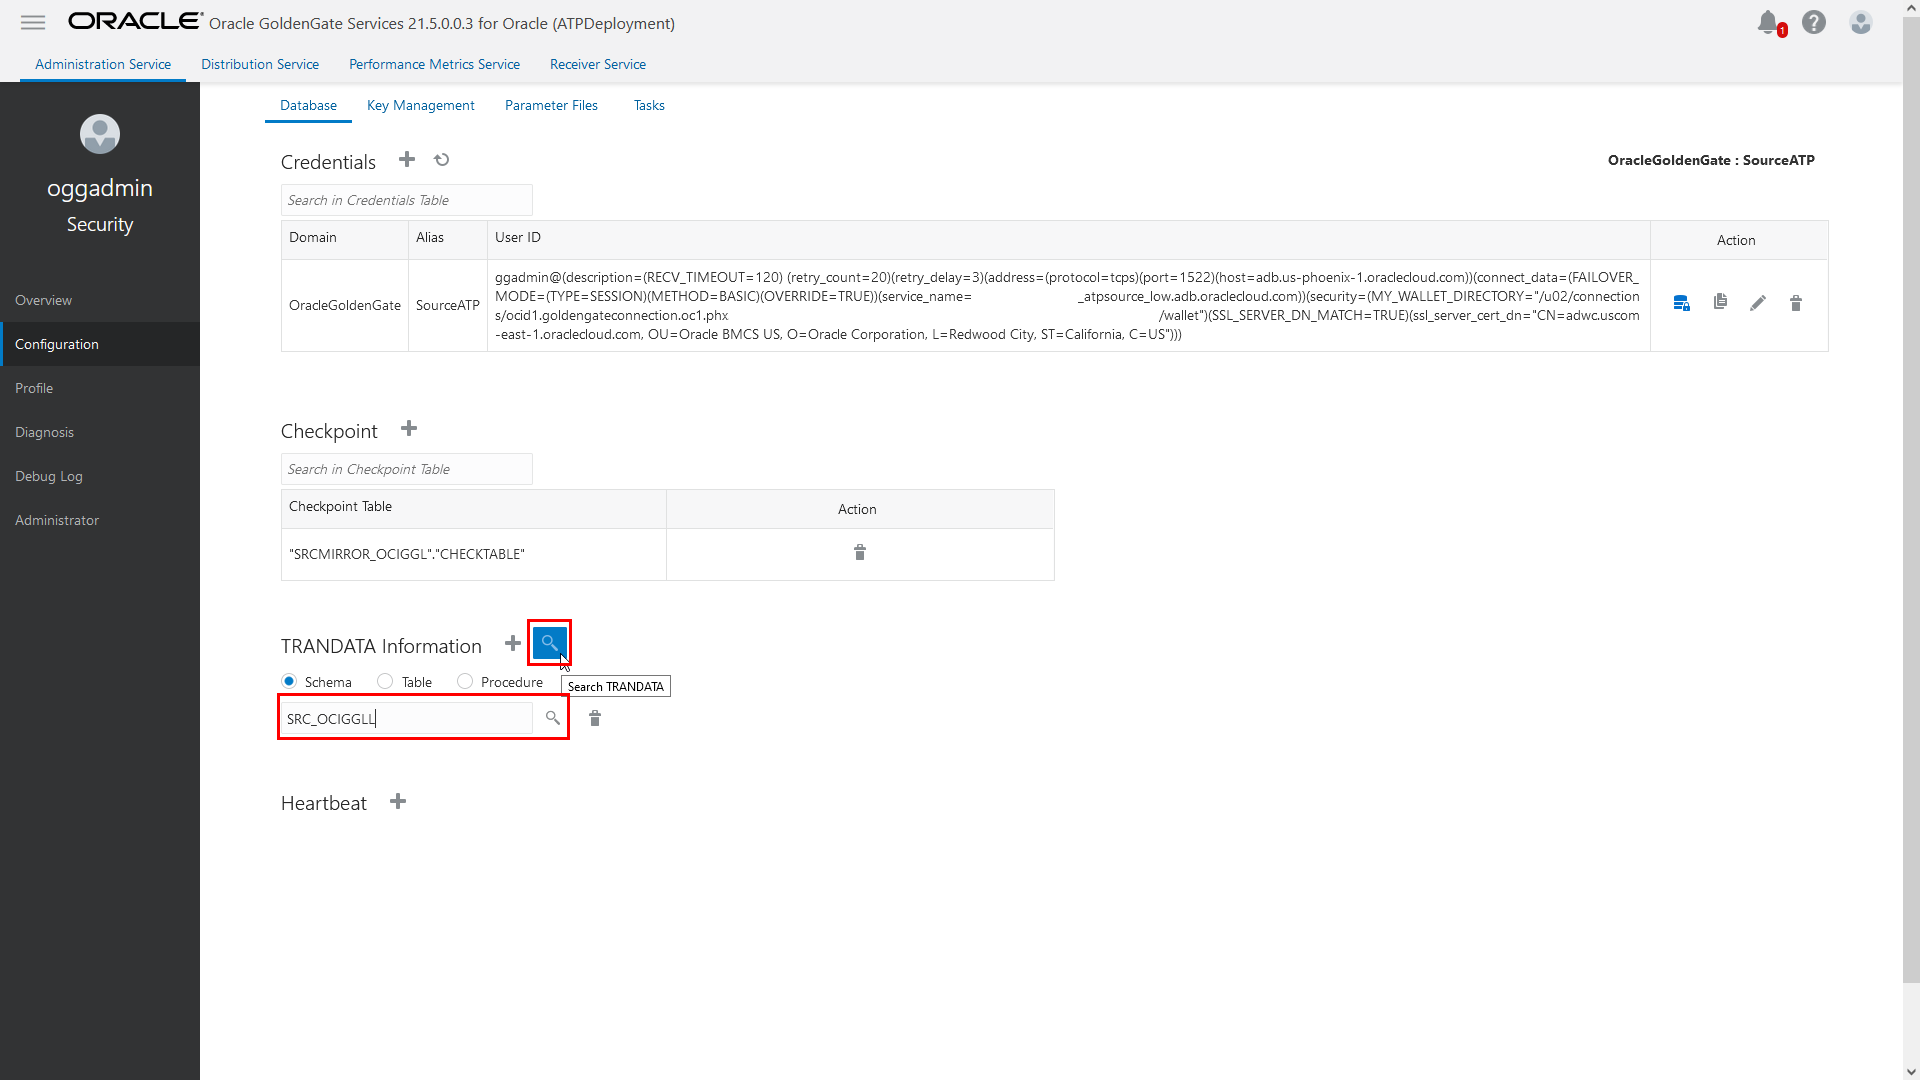 ORACLE Oracle GoldenGate Services 21.5.0.0.3 for Oracle (ATPDeployment)
1
?
Administration Service
Distribution Service
Performance Metrics Service
Receiver Service
oggadmin
Security
Overview
Configuration
Profile
Diagnosis
Debug Log
Administrator
Database
Key Management
Parameter Files
Tasks
Credentials
OracleGoldenGate : SourceATP
Search in Credentials Table
Domain
Alias
User ID
Action
OracleGoldenGate
SourceATP
ggadmin@(description=(RECV_TIMEOUT=120) (retry_count=20)(retry_delay=3)(address=(protocol=tcps)(port=1522)(host=adb.us-phoenix-1.oraclecloud.com))(connect_data=(FAILOVER_
MODE=(TYPE=SESSION)(METHOD=BASIC)(OVERRIDE=TRUE))(service_name= _atpsource_low.adb.oraclecloud.com))(security=(MY_WALLET_DIRECTORY="/u02/connection
s/ocid1.goldengateconnection.oc1.phx /wallet")(SSL_SERVER_DN_MATCH=TRUE)(ssl_server_cert_dn="CN=adwc.uscom
-east-1.oraclecloud.com, OU=Oracle BMCS US, O=Oracle Corporation, L=Redwood City, ST=California, C=US")))
Checkpoint
Search in Checkpoint Table
Checkpoint Table
Action
"SRCMIRROR_OCIGGL"."CHECKTABLE"
TRANDATA Information
Schema
Table
Procedure
Search TRANDATA
SRC_OCIGGLL
Heartbeat